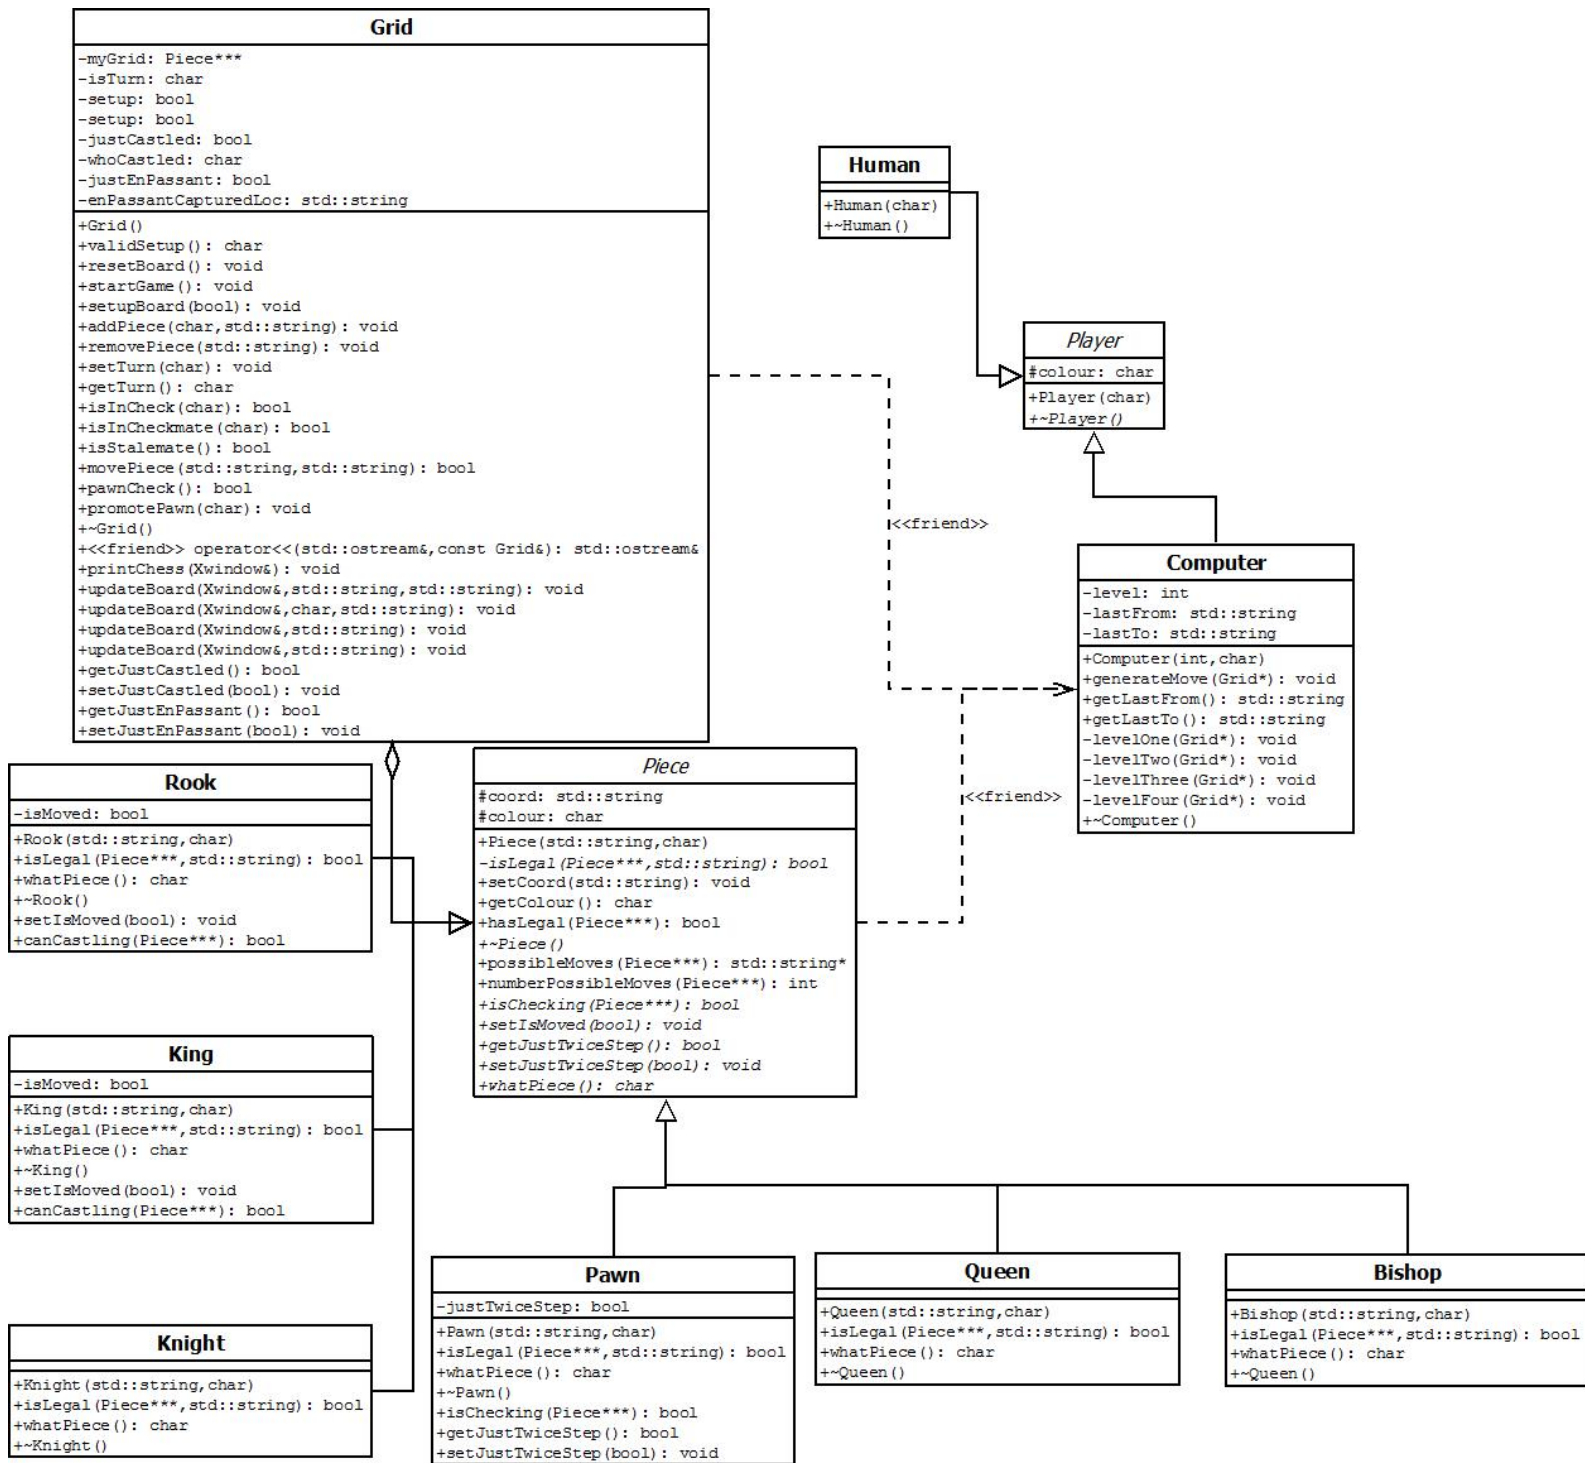 Grid
-myGrid: Piece***
-isTurn: char
-setup: bool
-setup: bool
-justCastled: bool
-whoCastled: char
-justEnPassant: bool
-enPassantCapturedLoc: std::string
+Grid()
+validSetup(): char
+resetBoard(): void
+startGame(): void
+setupBoard(bool): void
+addPiece(char,std::string): void
+removePiece(std::string): void
+setTurn(char): void
+getTurn(): char
+isInCheck(char): bool
+isInCheckmate(char): bool
+isStalemate(): bool
+movePiece(std::string,std::string): bool
+pawnCheck(): bool
+promotePawn(char): void
+~Grid()
+<<friend>> operator<<(std::ostream&,const Grid&): std::ostream&
+printChess(Xwindow&): void
+updateBoard(Xwindow&,std::string,std::string): void
+updateBoard(Xwindow&,char,std::string): void
+updateBoard(Xwindow&,std::string): void
+updateBoard(Xwindow&,std::string): void
+getJustCastled(): bool
+setJustCastled(bool): void
+getJustEnPassant(): bool
+setJustEnPassant(bool): void
Human
+Human(char)
+~Human()
Player
#colour: char
+Player(char)
+~Player()
<<friend>>
Computer
-level: int
-lastFrom: std::string
-lastTo: std::string
+Computer(int,char)
+generateMove(Grid*): void
+getLastFrom(): std::string
+getLastTo(): std::string
-levelOne(Grid*): void
-levelTwo(Grid*): void
-levelThree(Grid*): void
-levelFour(Grid*): void
+~Computer()
<<friend>>
Piece
#coord: std::string
#colour: char
+Piece(std::string,char)
-isLegal(Piece***,std::string): bool
+setCoord(std::string): void
+getColour(): char
+hasLegal(Piece***): bool
+~Piece()
+possibleMoves(Piece***): std::string*
+numberPossibleMoves(Piece***): int
+isChecking(Piece***): bool
+setIsMoved(bool): void
+getJustTwiceStep(): bool
+setJustTwiceStep(bool): void
+whatPiece(): char
Rook
-isMoved: bool
+Rook(std::string,char)
+isLegal(Piece***,std::string): bool
+whatPiece(): char
+~Rook()
+setIsMoved(bool): void
+canCastling(Piece***): bool
King
-isMoved: bool
+King(std::string,char)
+isLegal(Piece***,std::string): bool
+whatPiece(): char
+~King()
+setIsMoved(bool): void
+canCastling(Piece***): bool
Knight
+Knight(std::string,char)
+isLegal(Piece***,std::string): bool
+whatPiece(): char
+~Knight()
Pawn
-justTwiceStep: bool
+Pawn(std::string,char)
+isLegal(Piece***,std::string): bool
+whatPiece(): char
+~Pawn()
+isChecking(Piece***): bool
+getJustTwiceStep(): bool
+setJustTwiceStep(bool): void
Queen
+Queen(std::string,char)
+isLegal(Piece***,std::string): bool
+whatPiece(): char
+~Queen()
Bishop
+Bishop(std::string,char)
+isLegal(Piece***,std::string): bool
+whatPiece(): char
+~Queen()